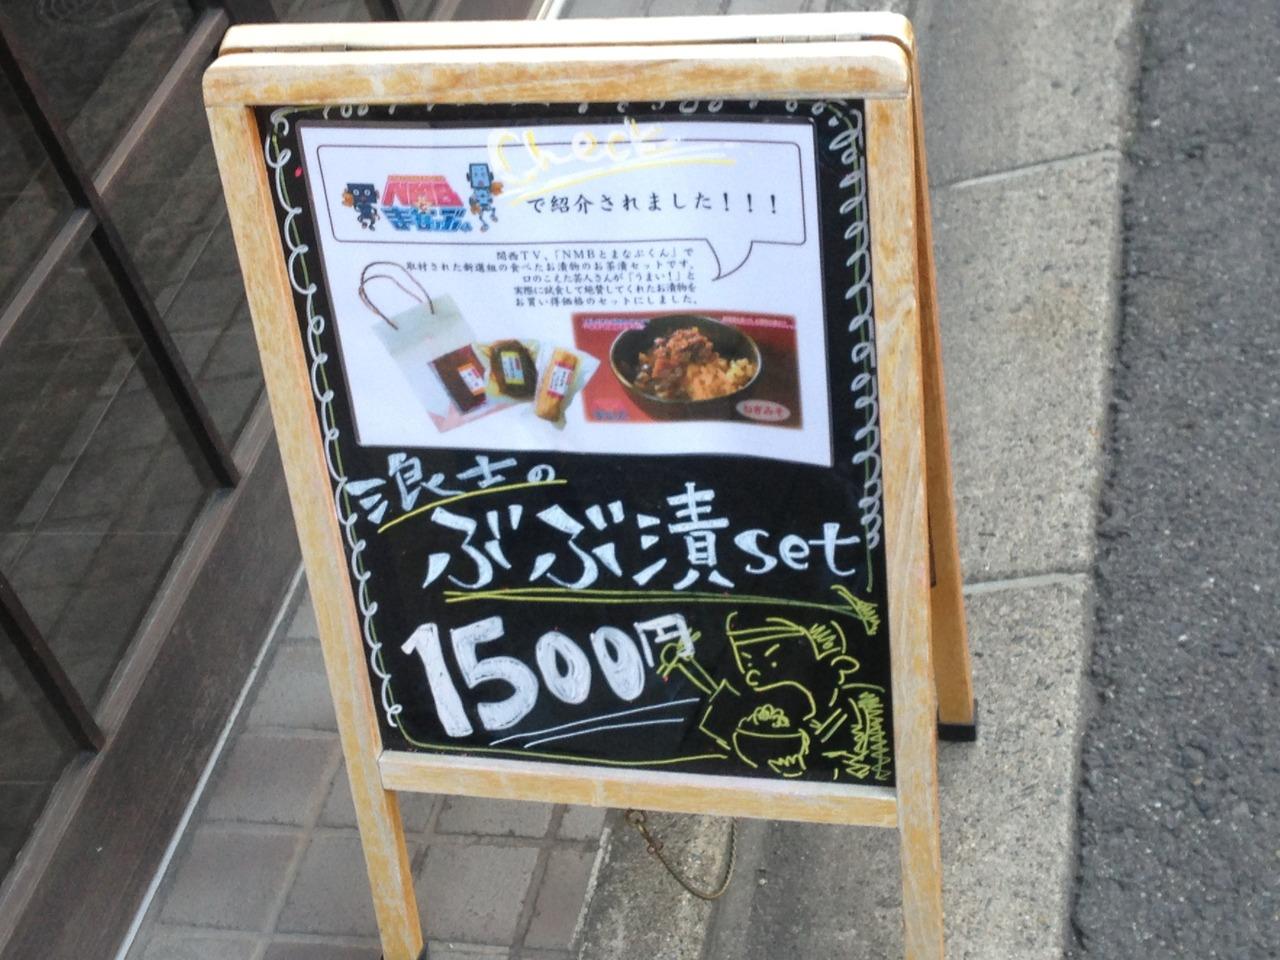 Check
NMBとまなぶくん
で紹介されました！！！
関西TV、「NMBとまなぶくん」で
取材された新選組の食べたお漬物のお茶漬セットです。
口のこえた芸人さんが「うまい！」と
実際に試食して絶賛してくれたお漬物を
お買い得価格のセットにしました。
ねぎみそ
浪士の
ぶぶ漬set
1500円